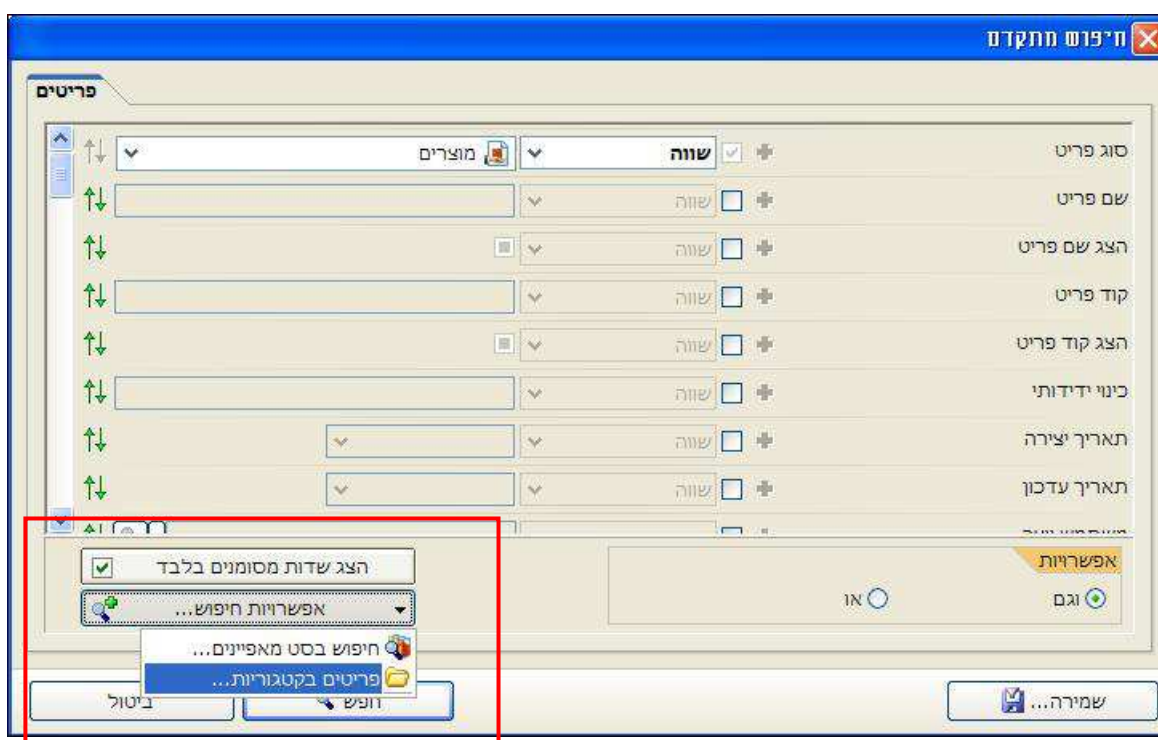 חיפוש מתקדם
פריטים
סוג פריט שווה מוצרים
שם פריט שווה
הצג שם פריט שווה
קוד פריט שווה
הצג קוד פריט שווה
כינוי ידידותי שווה
תאריך יצירה שווה
תאריך עדכון שווה
אפשרויות
וגם או
הצג שדות מסומנים בלבד
אפשרויות חיפוש...
חיפוש בסט מאפיינים...
פריטים בקטגוריות...
שמירה... חפש ביטול